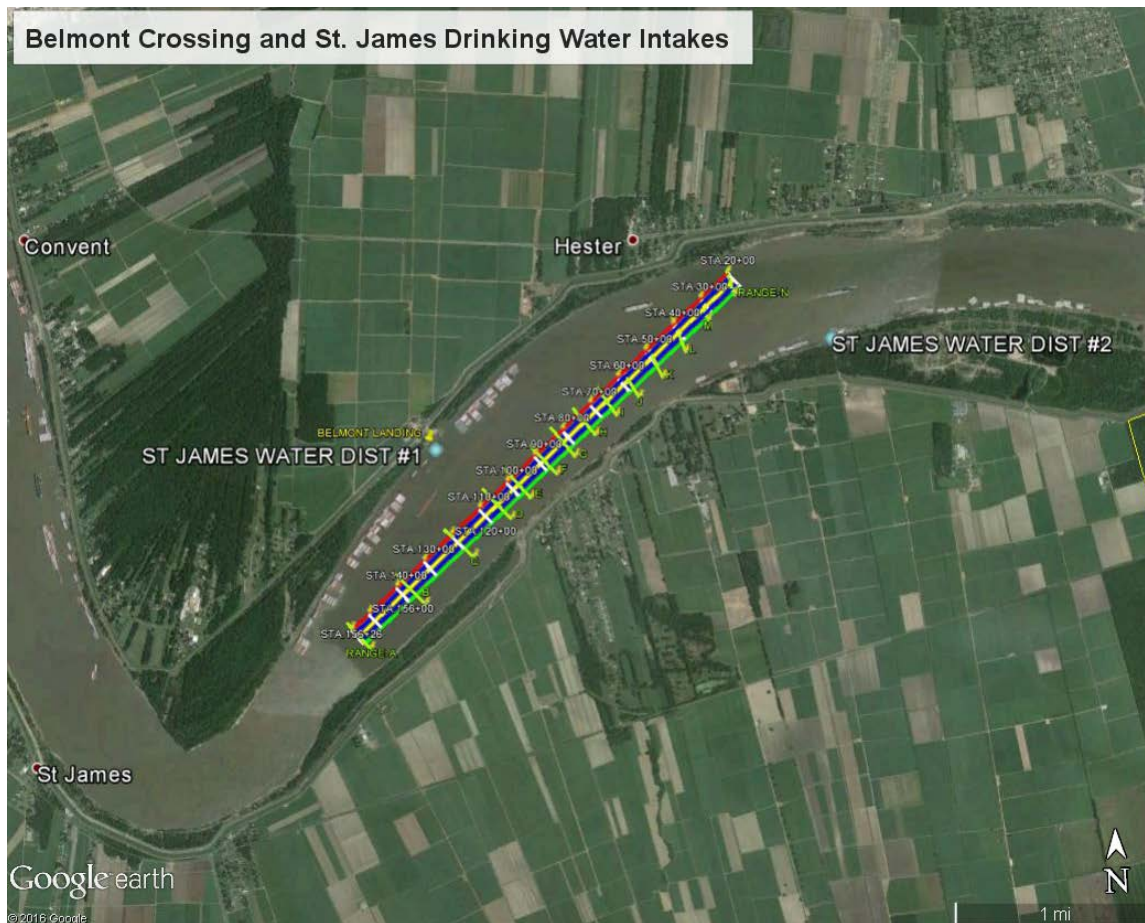 Belmont Crossing and St. James Drinking Water Intakes
Convent
Hester
STA.20+00
STA.30+00
RANGE-N
STA.40+00
M
STA.50+00
L
ST JAMES WATER DIST #2
STA.60+00
K
STA.70+00
J
I
STA.80+00
H
BELMONT LANDING
STA.90+00
G
ST JAMES WATER DIST #1
F
STA.100+00
E
STA.110+00
D
STA.120+00
STA.130+00
C
STA.140+00
B
STA.156+00
RANGE-A
St James
Google earth
N
©2016 Google
1 mi